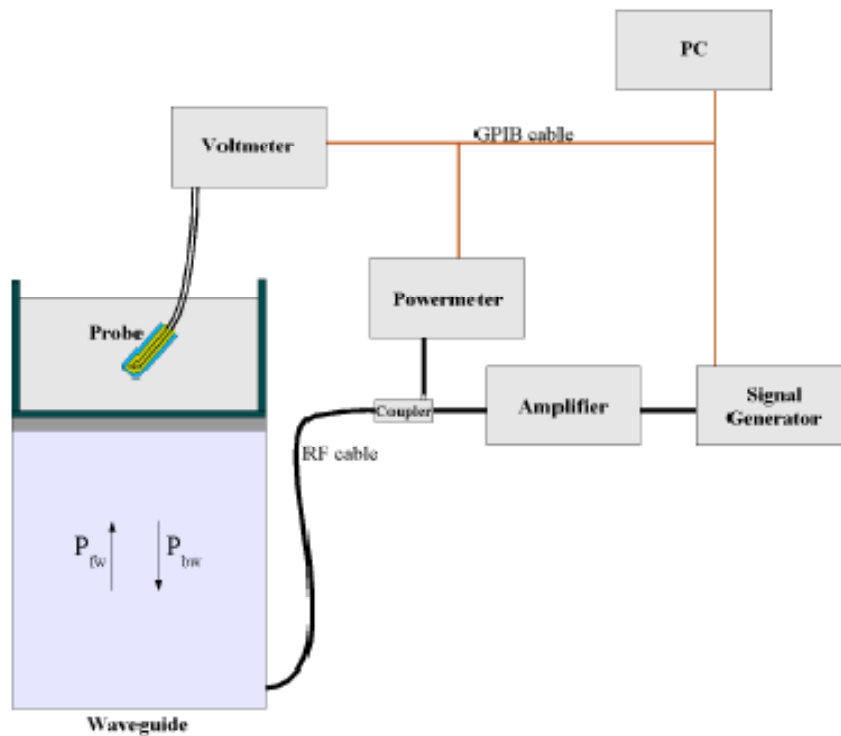 PC
Voltmeter
GPIB cable
Powermeter
Probe
Coupler
Amplifier
Signal
Generator
RF cable
P fw
P bw
Waveguide